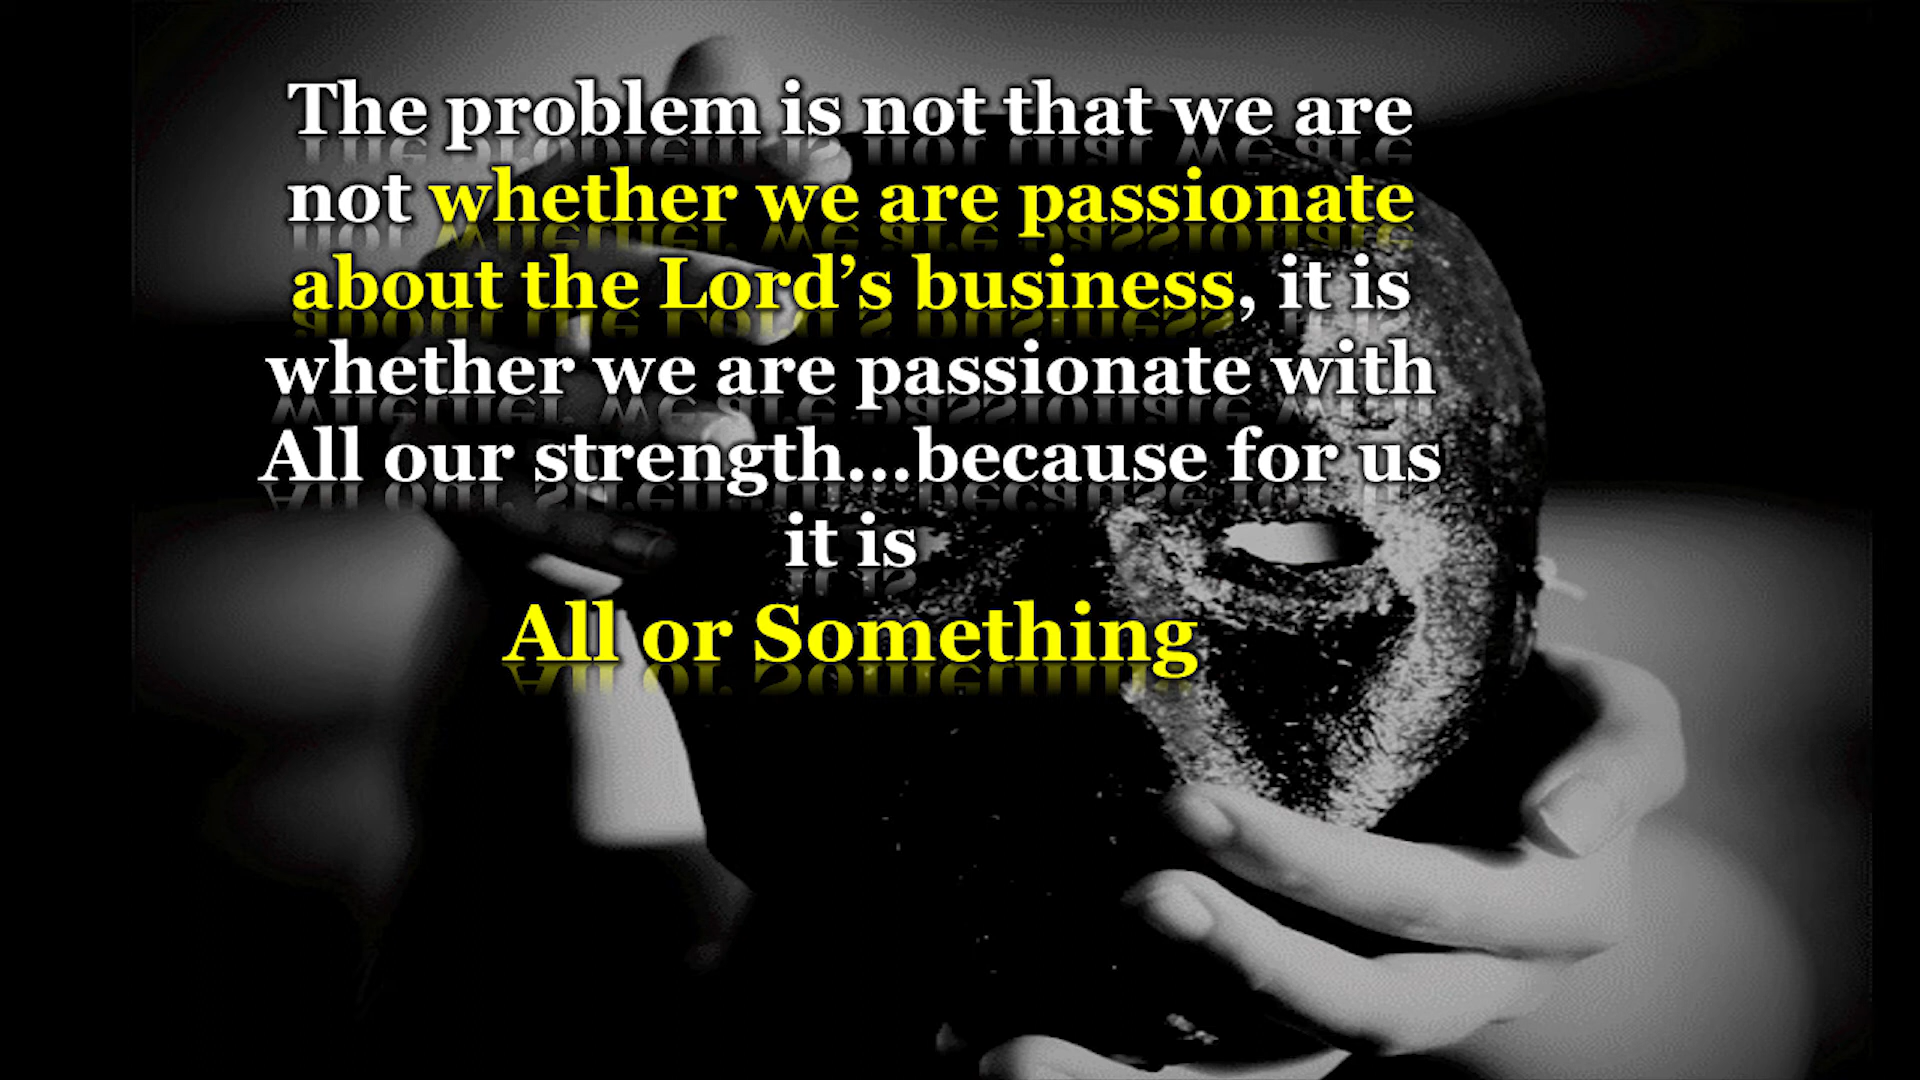 The problem is not that we are
not whether we are passionate
about the Lord’s business, it is
whether we are passionate with
All our strength...because for us
it is
All or Something